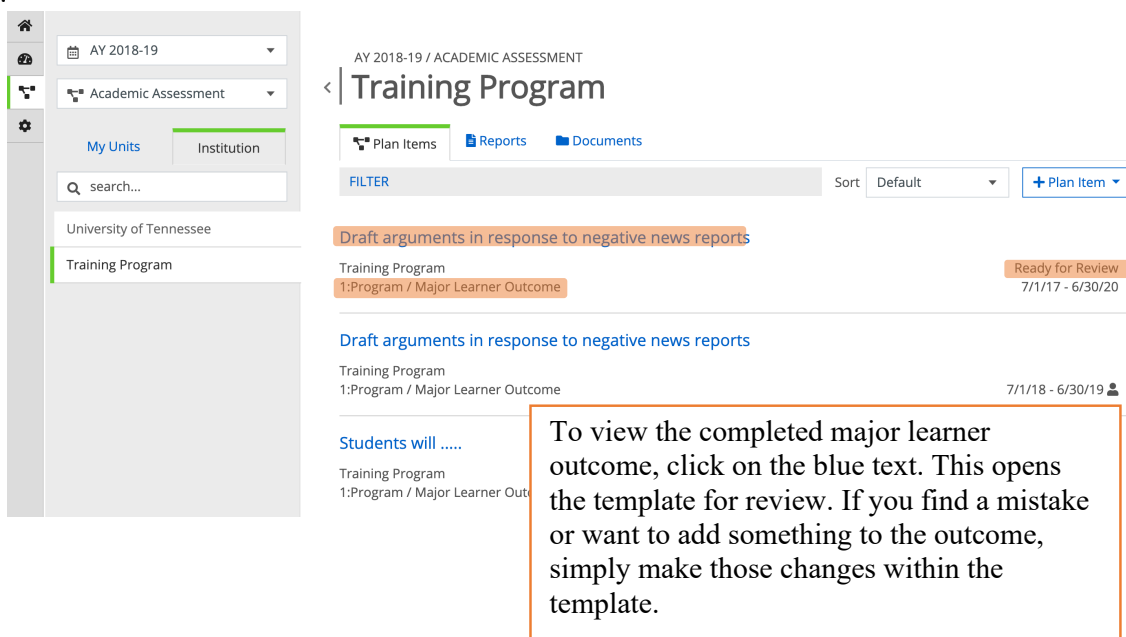 AY 2018-19
Academic Assessment
My Units Institution
search...
University of Tennessee
Training Program
AY 2018-19 / ACADEMIC ASSESSMENT
< Training Program
Plan Items Reports Documents
FILTER Sort Default + Plan Item
Draft arguments in response to negative news reports
Training Program Ready for Review
1:Program / Major Learner Outcome 7/1/17 - 6/30/20
Draft arguments in response to negative news reports
Training Program
1:Program / Major Learner Outcome 7/1/18 - 6/30/19
Students will .....
Training Program
1:Program / Major Learner
To view the completed major learner
outcome, click on the blue text. This opens
the template for review. If you find a mistake
or want to add something to the outcome,
simply make those changes within the
template.